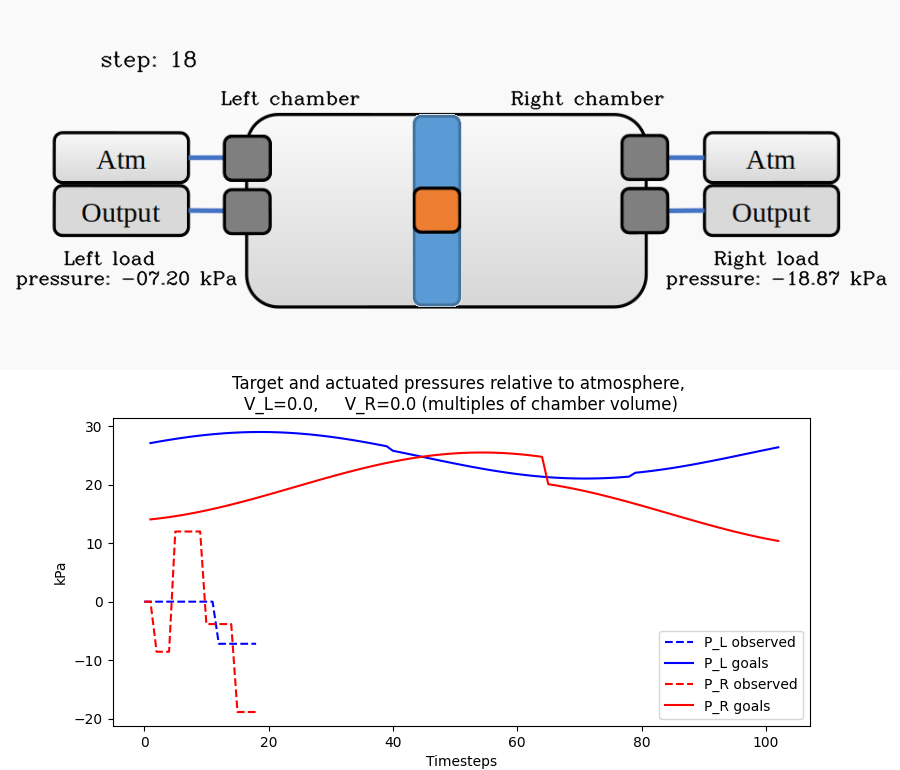 step: 18
Left chamber
Right chamber
Atm
Atm
Output
Output
Left load
pressure: -07.20 kPa
Right load
pressure: -18.87 kPa
Target and actuated pressures relative to atmosphere,
V_L=0.0,     V_R=0.0 (multiples of chamber volume)
30
20
10
0
−10
−20
kPa
P_L observed
P_L goals
P_R observed
P_R goals
0 20 40 60 80 100
Timesteps